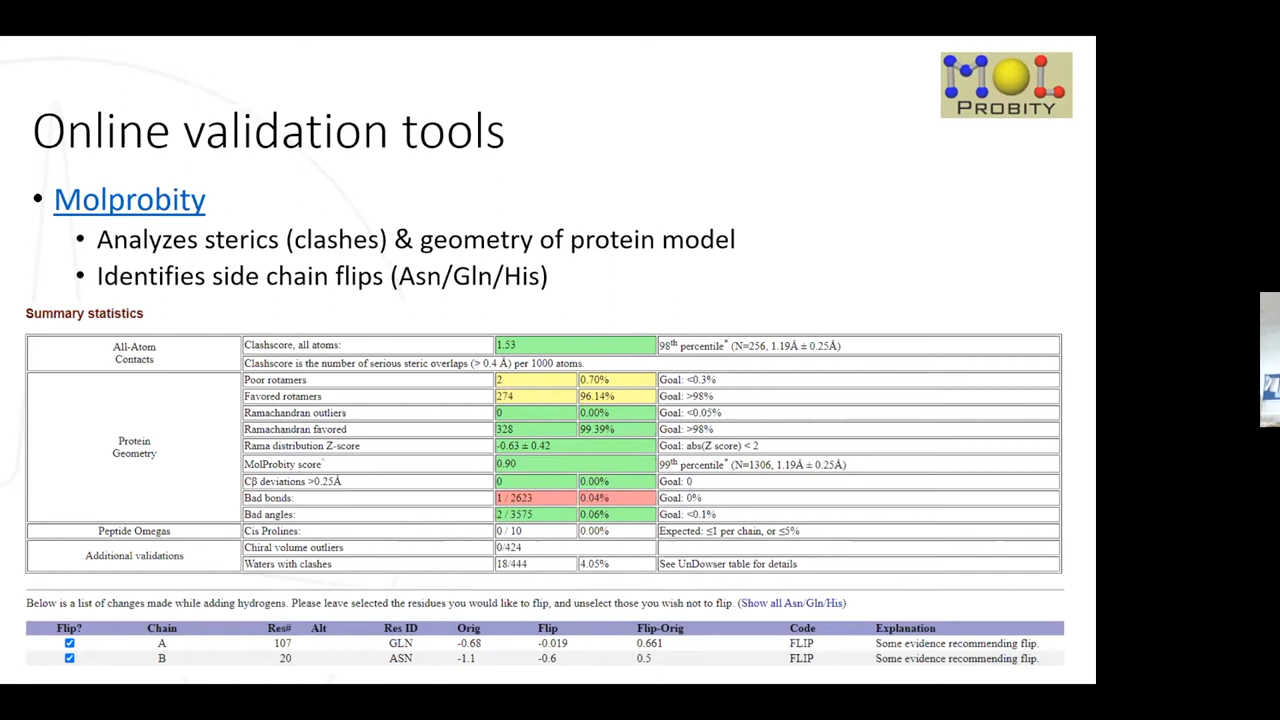 MOL
PROBITY
Online validation tools
• Molprobity
• Analyzes sterics (clashes) & geometry of protein model
• Identifies side chain flips (Asn/Gln/His)
Summary statistics
All-Atom Contacts Clashscore, all atoms: 1.53 98th percentile* (N=256, 1.19Å ± 0.25Å)
Clashscore is the number of serious steric overlaps (> 0.4 Å) per 1000 atoms.
Protein Geometry Poor rotamers 2 0.70% Goal: <0.3%
Favored rotamers 274 96.14% Goal: >98%
Ramachandran outliers 0 0.00% Goal: <0.05%
Ramachandran favored 328 99.39% Goal: >98%
Rama distribution Z-score -0.63 ± 0.42 Goal: abs(Z score) < 2
MolProbity score^ 0.90 99th percentile* (N=1306, 1.19Å ± 0.25Å)
Cβ deviations >0.25Å 0 0.00% Goal: 0
Bad bonds: 1 / 2623 0.04% Goal: 0%
Bad angles: 2 / 3575 0.06% Goal: <0.1%
Peptide Omegas Cis Prolines: 0 / 10 0.00% Expected: ≤1 per chain, or ≤5%
Additional validations Chiral volume outliers 0/424
Waters with clashes 18/444 4.05% See UnDowser table for details
Below is a list of changes made while adding hydrogens. Please leave selected the residues you would like to flip, and unselect those you wish not to flip. (Show all Asn/Gln/His)
Flip? Chain Res# Alt Res ID Orig Flip Flip-Orig Code Explanation
A 107 GLN -0.68 -0.019 0.661 FLIP Some evidence recommending flip.
B 20 ASN -1.1 -0.6 0.5 FLIP Some evidence recommending flip.